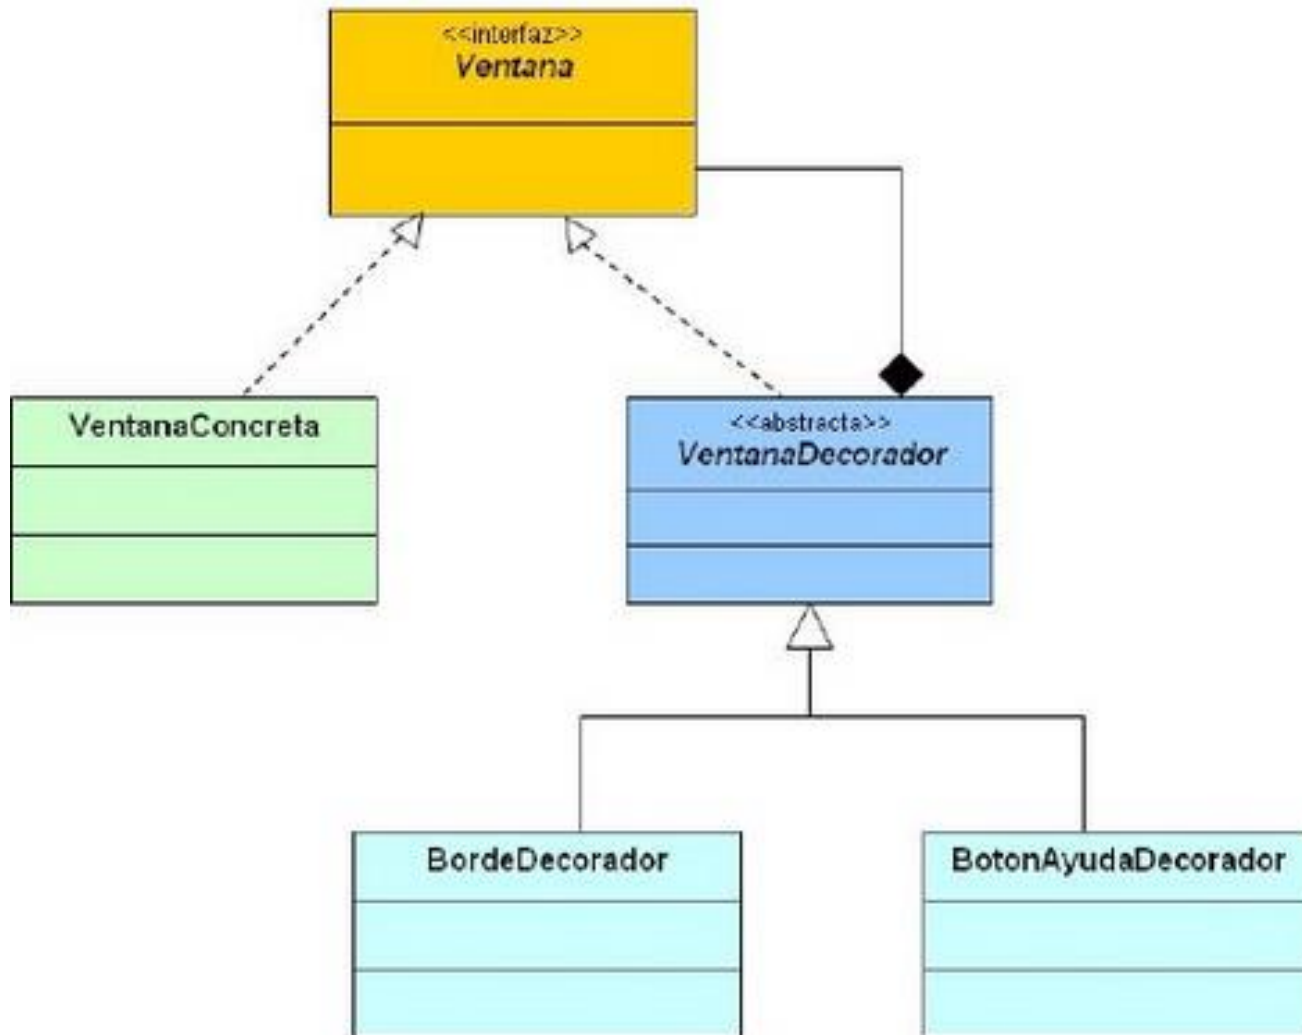 <<interfaz>>
Ventana
VentanaConcreta
<<abstracta>>
VentanaDecorador
BordeDecorador
BotonAyudaDecorador